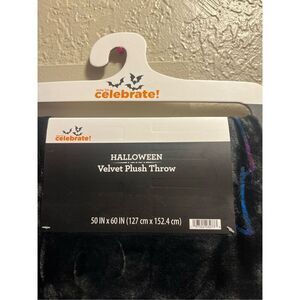 celebrate!
celebrate!
HALLOWEEN
Velvet Plush Throw
50 IN x 60 IN (127 cm x 152.4 cm)